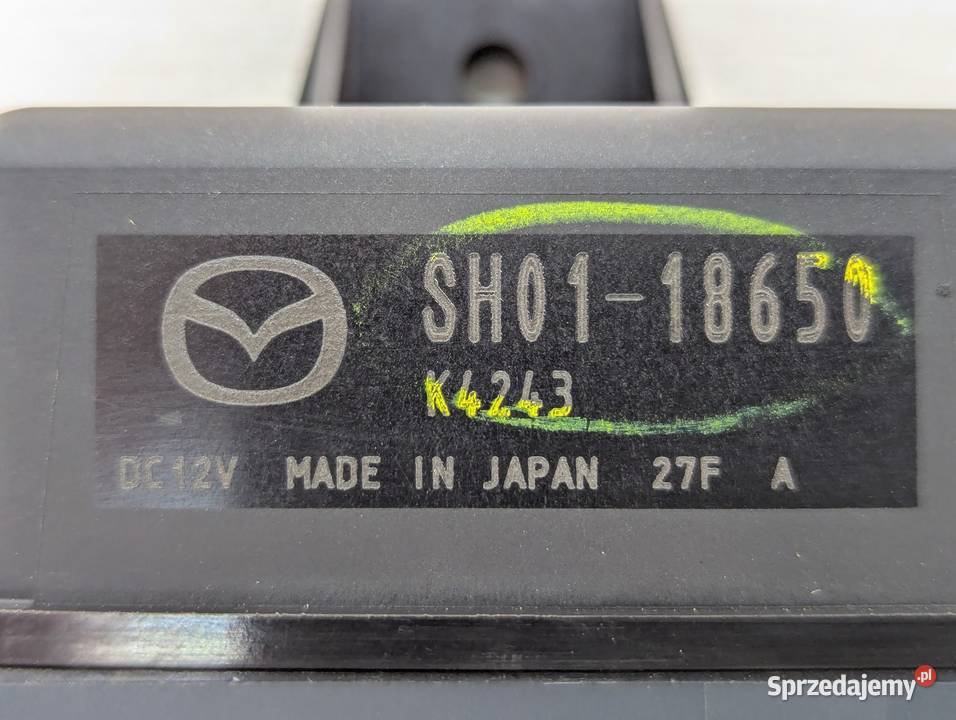 SH01-18650
K4243
DC12V MADE IN JAPAN 27F A
Sprzedajemy.pl